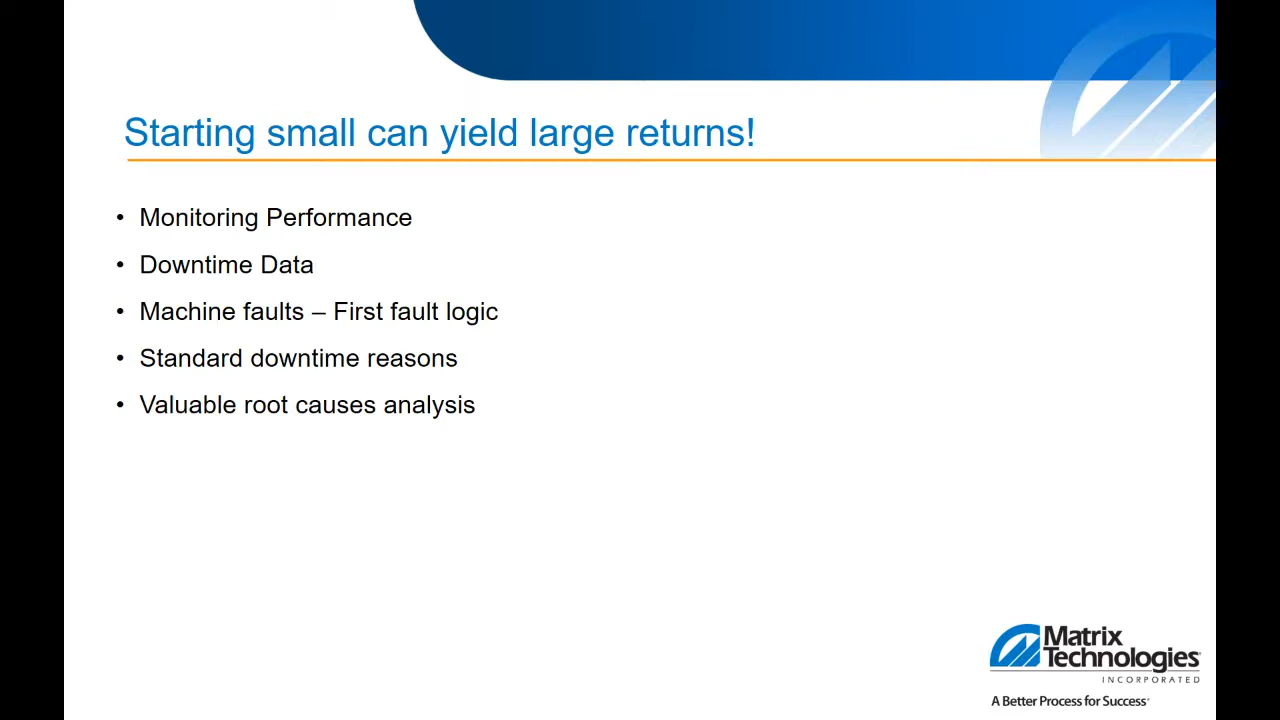 Starting small can yield large returns!
• Monitoring Performance
• Downtime Data
• Machine faults – First fault logic
• Standard downtime reasons
• Valuable root causes analysis
Matrix
Technologies
INCORPORATED
A Better Process for Success